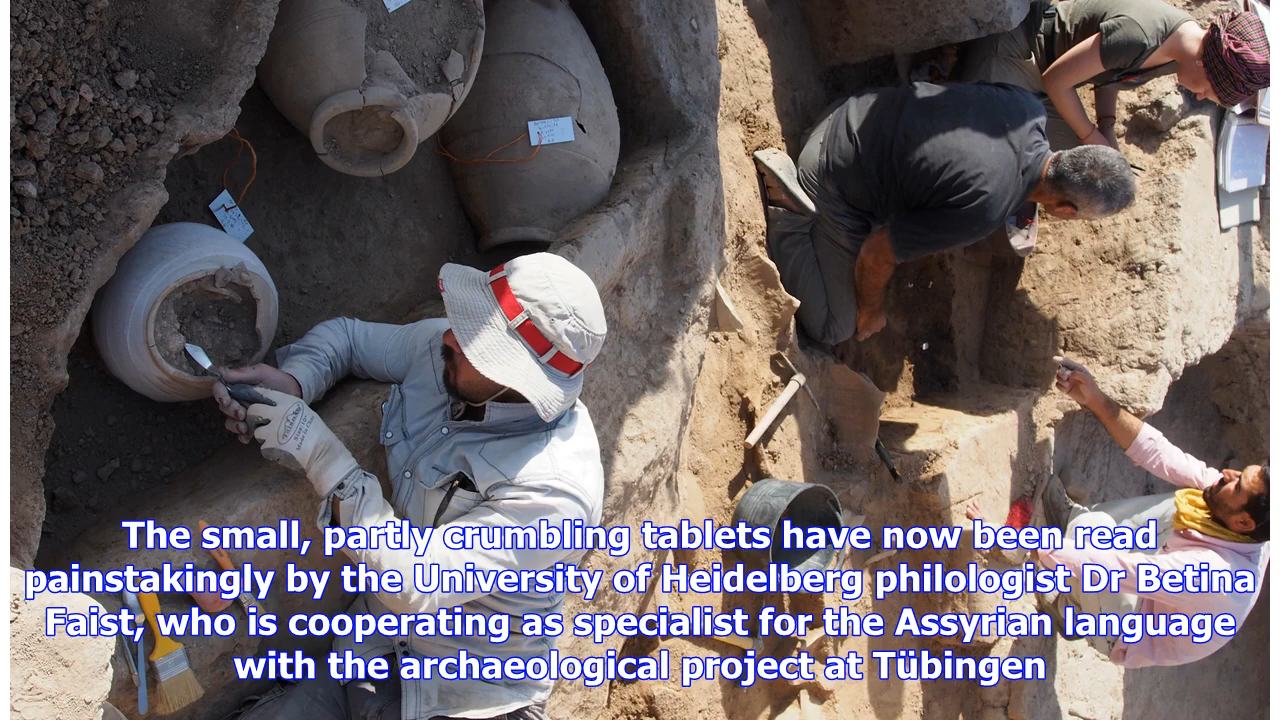 The small, partly crumbling tablets have now been read
painstakingly by the University of Heidelberg philologist Dr Betina
Faist, who is cooperating as specialist for the Assyrian language
with the archaeological project at Tübingen